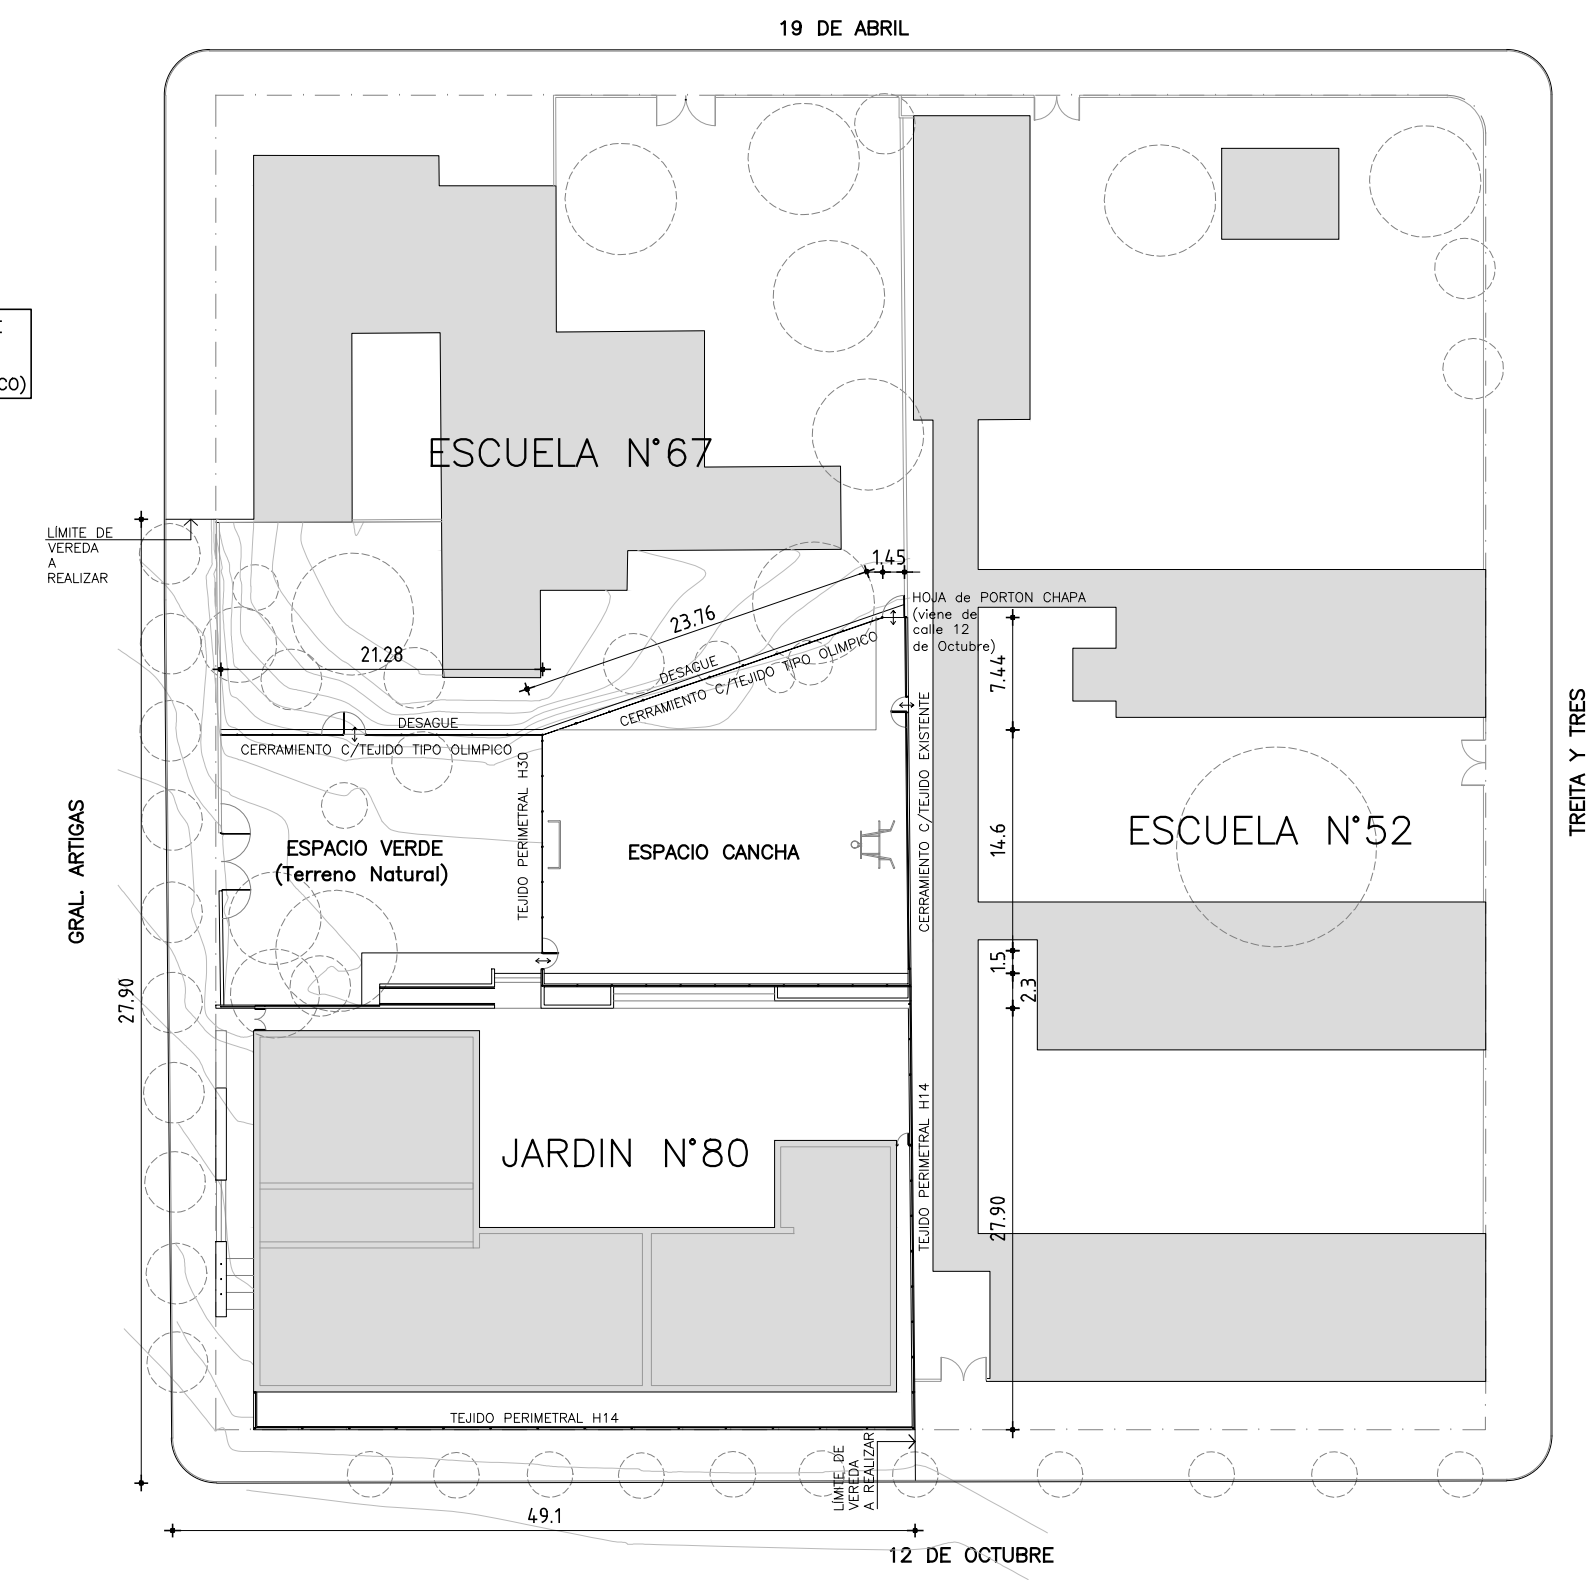 19 DE ABRIL
CO)
ESCUELA N°67
LÍMITE DE
VEREDA
A
REALIZAR
1.45
HOJA de PORTON CHAPA
(viene de
calle 12
de Octubre)
23.76
21.28
DESAGUE
CERRAMIENTO C/TEJIDO TIPO OLIMPICO
DESAGUE
CERRAMIENTO C/TEJIDO TIPO OLIMPICO
7.44
TREITA Y TRES
TEJIDO PERIMETRAL H30
CERRAMIENTO C/TEJIDO EXISTENTE
GRAL. ARTIGAS
ESPACIO VERDE
(Terreno Natural)
ESPACIO CANCHA
14.6
ESCUELA N°52
1.5
2.3
27.90
JARDIN N°80
TEJIDO PERIMETRAL H14
27.90
TEJIDO PERIMETRAL H14
LÍMITE DE
VEREDA
A REALIZAR
49.1
12 DE OCTUBRE